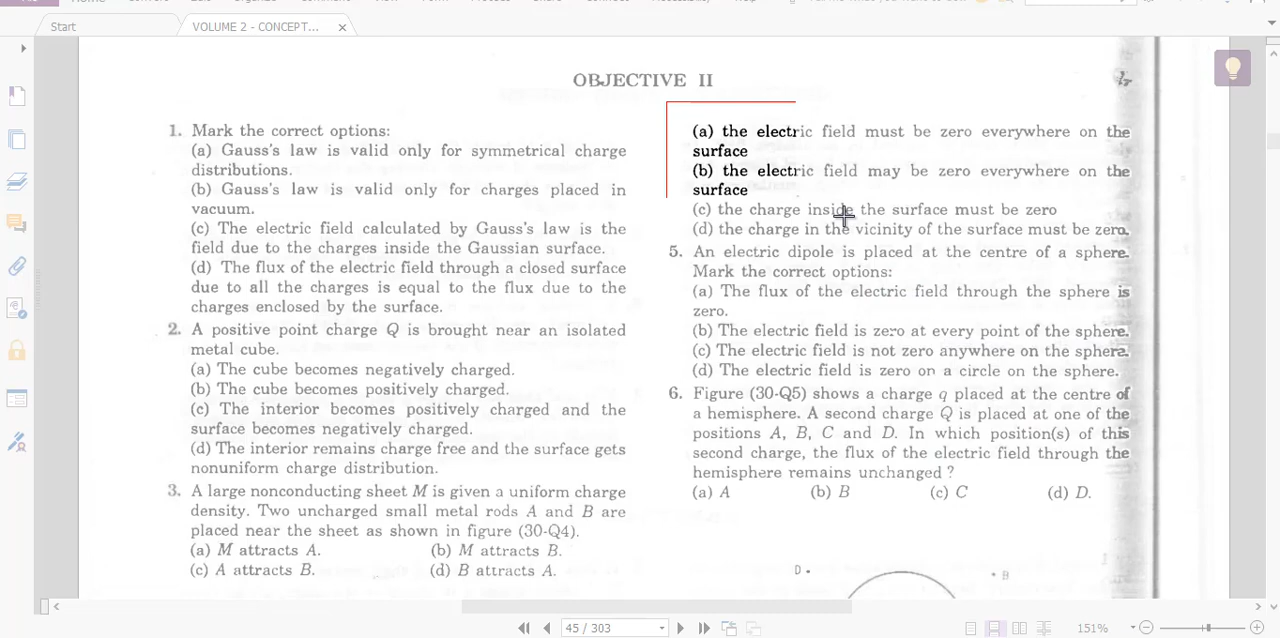 Start
VOLUME 2 - CONCEPT... ×
OBJECTIVE II
1. Mark the correct options:
(a) Gauss's law is valid only for symmetrical charge
distributions.
(b) Gauss's law is valid only for charges placed in
vacuum.
(c) The electric field calculated by Gauss's law is the
field due to the charges inside the Gaussian surface.
(d) The flux of the electric field through a closed surface
due to all the charges is equal to the flux due to the
charges enclosed by the surface.
2. A positive point charge Q is brought near an isolated
metal cube.
(a) The cube becomes negatively charged.
(b) The cube becomes positively charged.
(c) The interior becomes positively charged and the
surface becomes negatively charged.
(d) The interior remains charge free and the surface gets
nonuniform charge distribution.
3. A large nonconducting sheet M is given a uniform charge
density. Two uncharged small metal rods A and B are
placed near the sheet as shown in figure (30-Q4).
(a) M attracts A. (b) M attracts B.
(c) A attracts B. (d) B attracts A.
(a) the electric field must be zero everywhere on the
surface
(b) the electric field may be zero everywhere on the
surface
(c) the charge inside the surface must be zero
(d) the charge in the vicinity of the surface must be zero.
5. An electric dipole is placed at the centre of a sphere.
Mark the correct options:
(a) The flux of the electric field through the sphere is
zero.
(b) The electric field is zero at every point of the sphere.
(c) The electric field is not zero anywhere on the sphere.
(d) The electric field is zero on a circle on the sphere.
6. Figure (30-Q5) shows a charge q placed at the centre of
a hemisphere. A second charge Q is placed at one of the
positions A, B, C and D. In which position(s) of this
second charge, the flux of the electric field through the
hemisphere remains unchanged ?
(a) A (b) B (c) C (d) D.
D • • B
45 / 303
151%